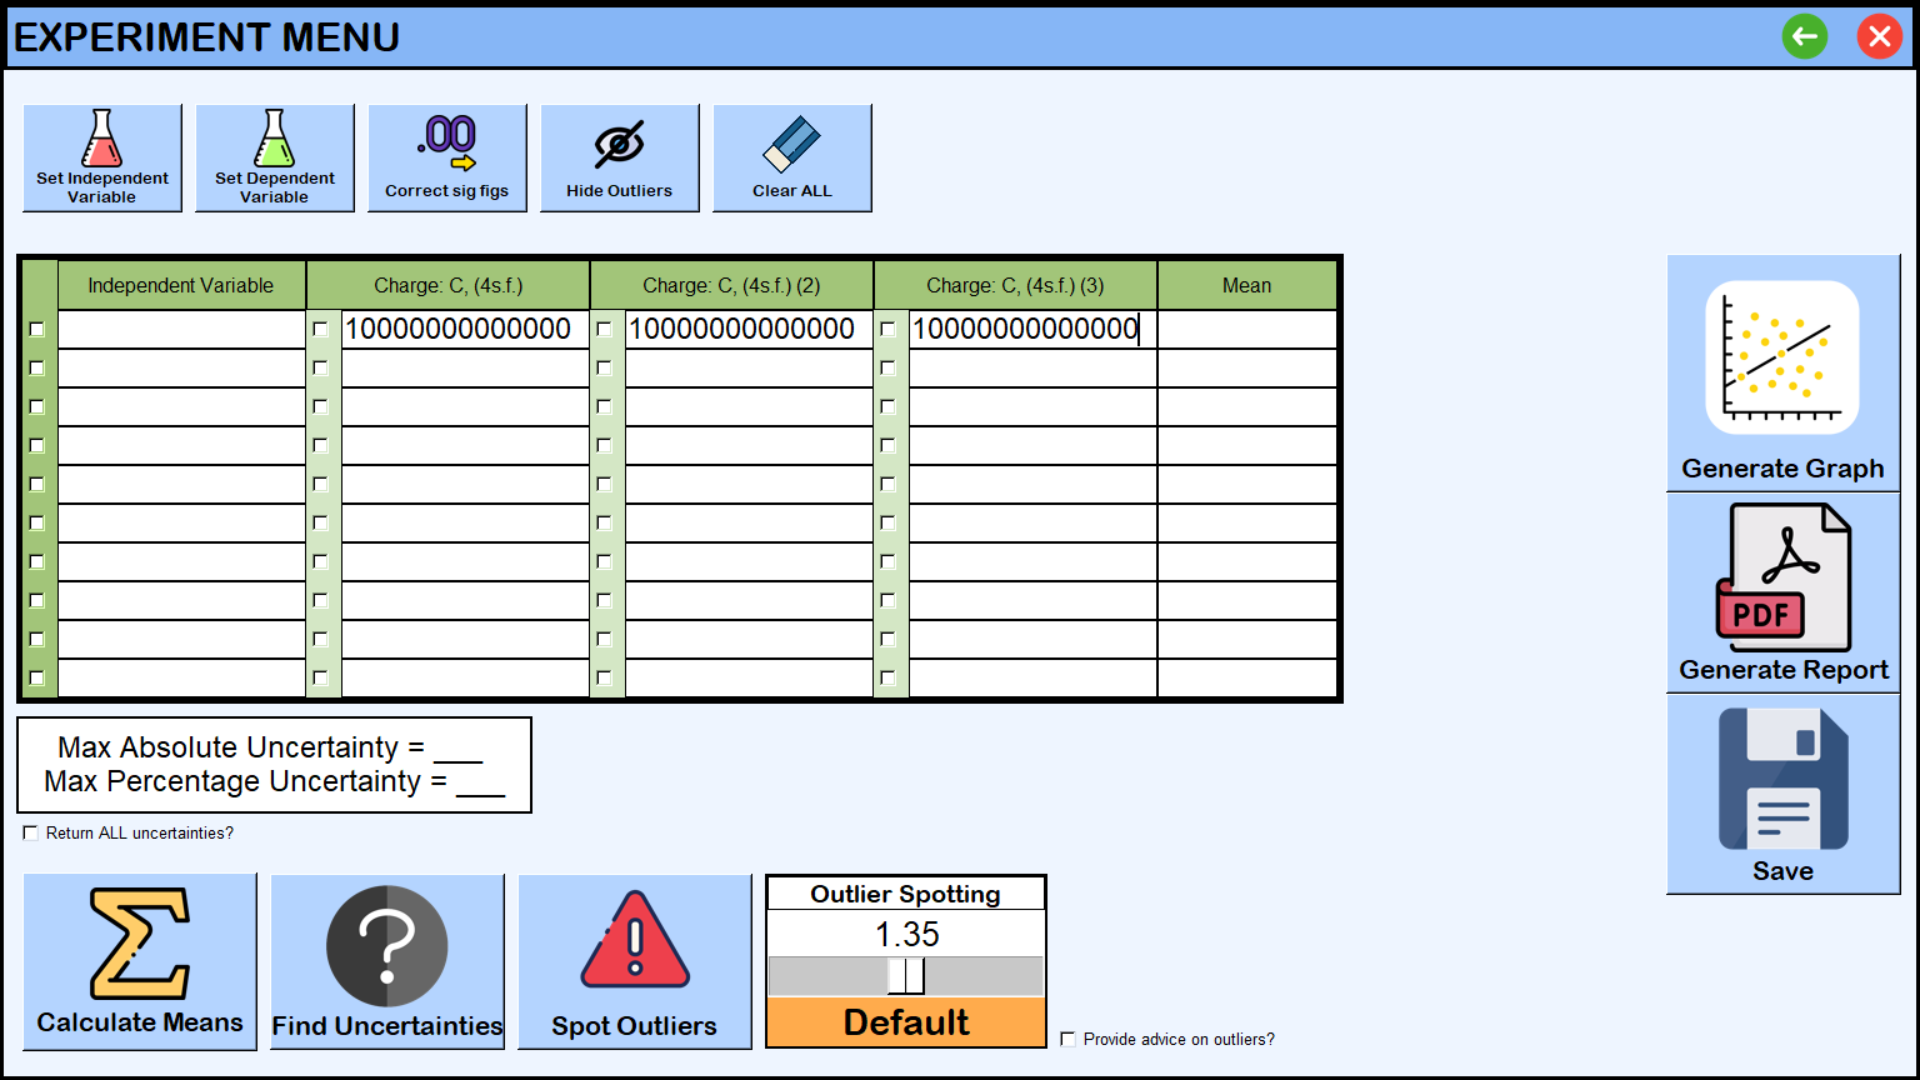 EXPERIMENT MENU
Set Independent
Variable
Set Dependent
Variable
.00
Correct sig figs
Hide Outliers
Clear ALL
Independent Variable
Charge: C, (4s.f.)
Charge: C, (4s.f.) (2)
Charge: C, (4s.f.) (3)
Mean
10000000000000
10000000000000
10000000000000
Generate Graph
PDF
Generate Report
Save
Max Absolute Uncertainty = ___
Max Percentage Uncertainty = ___
Return ALL uncertainties?
Calculate Means
?
Find Uncertainties
!
Spot Outliers
Outlier Spotting
1.35
Default
Provide advice on outliers?